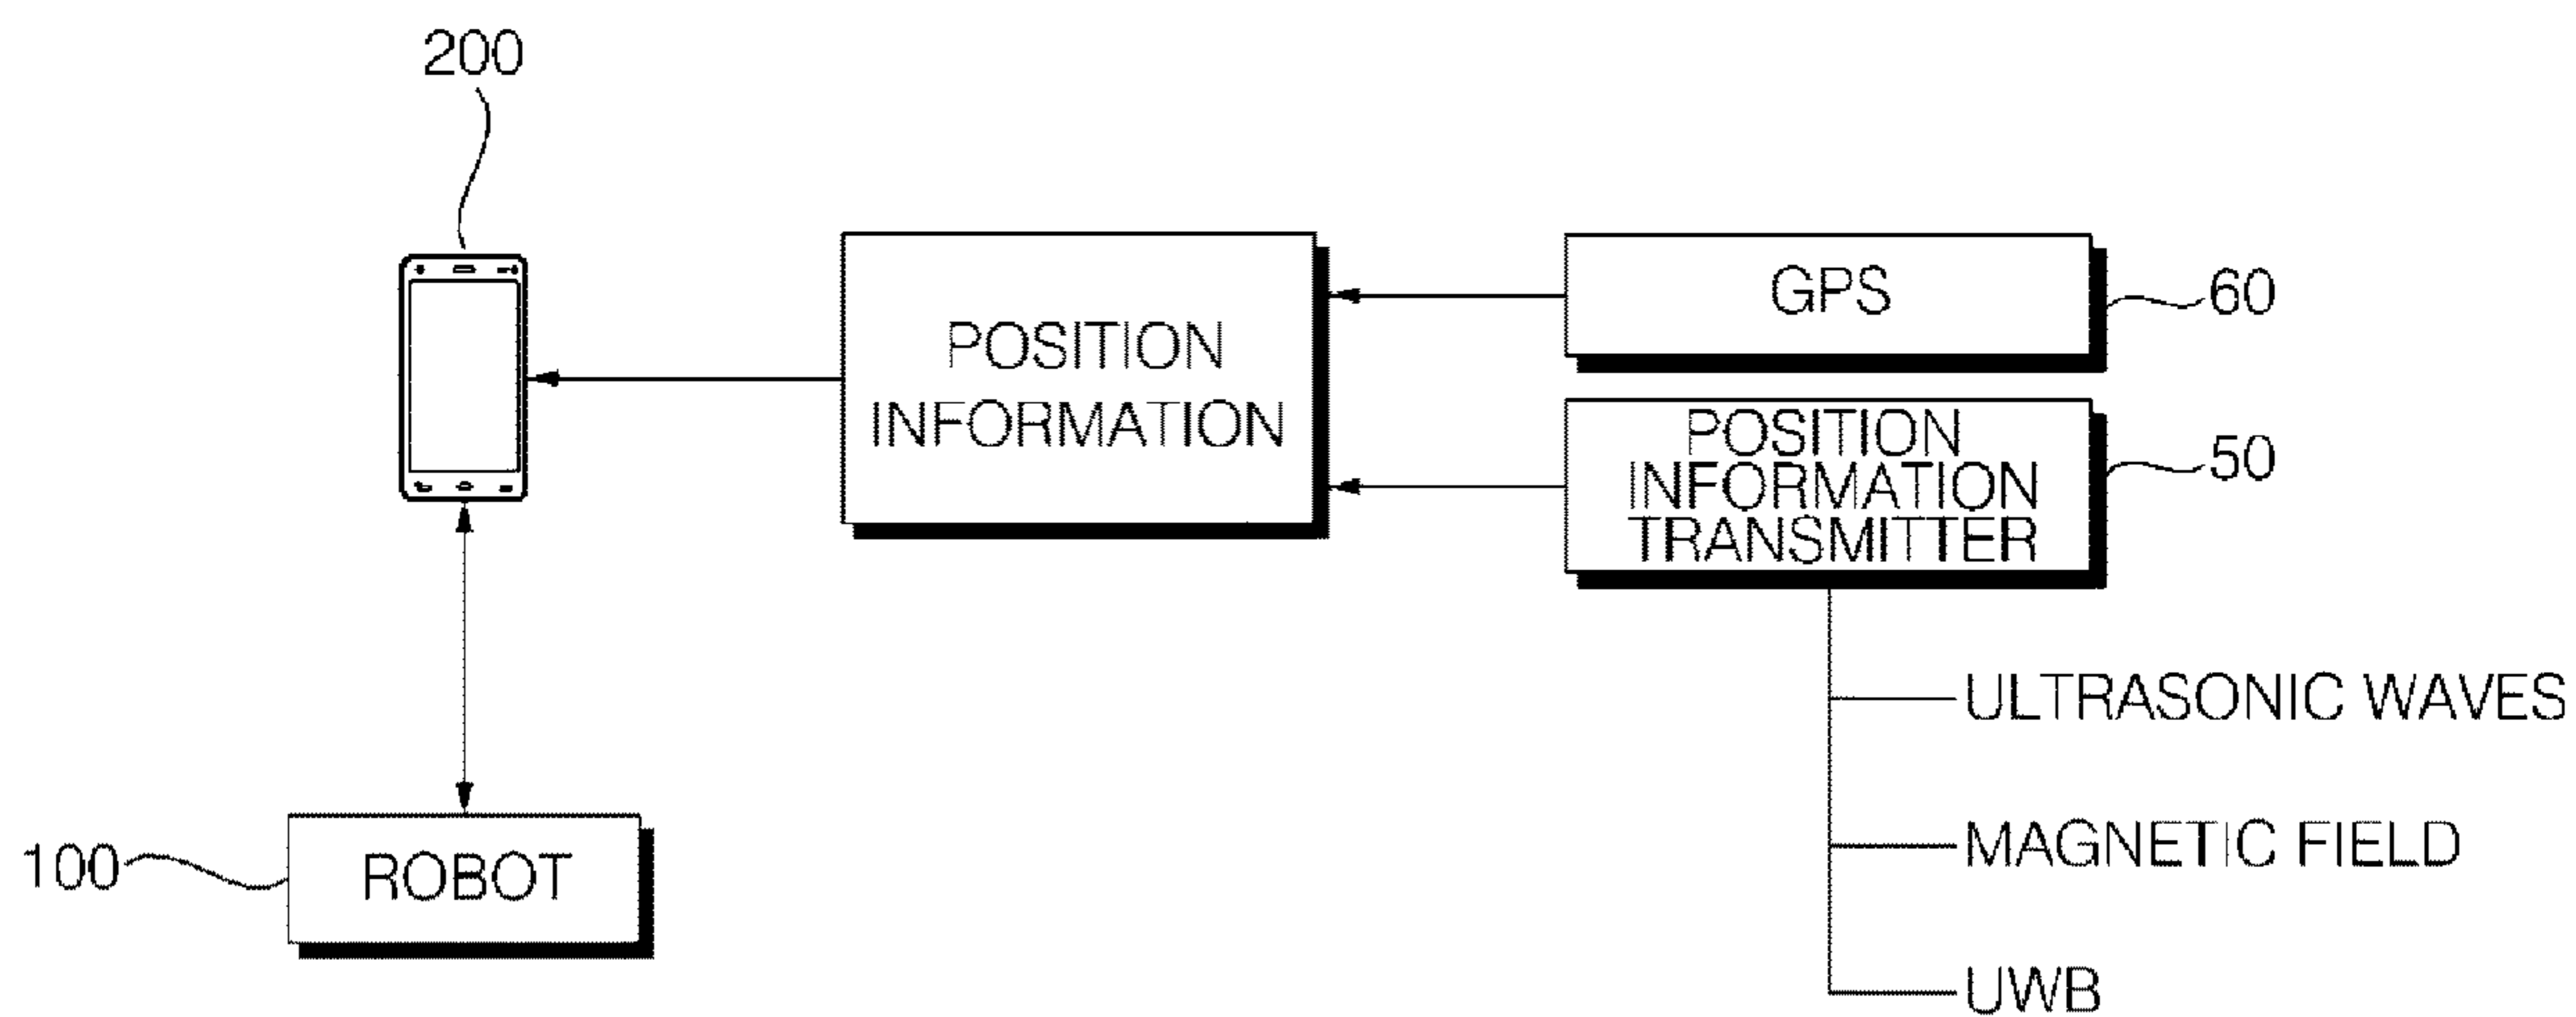 200
POSITION
INFORMATION
GPS
60
POSITION
INFORMATION
TRANSMITTER
50
ULTRASONIC WAVES
MAGNETIC FIELD
UWB
100
ROBOT